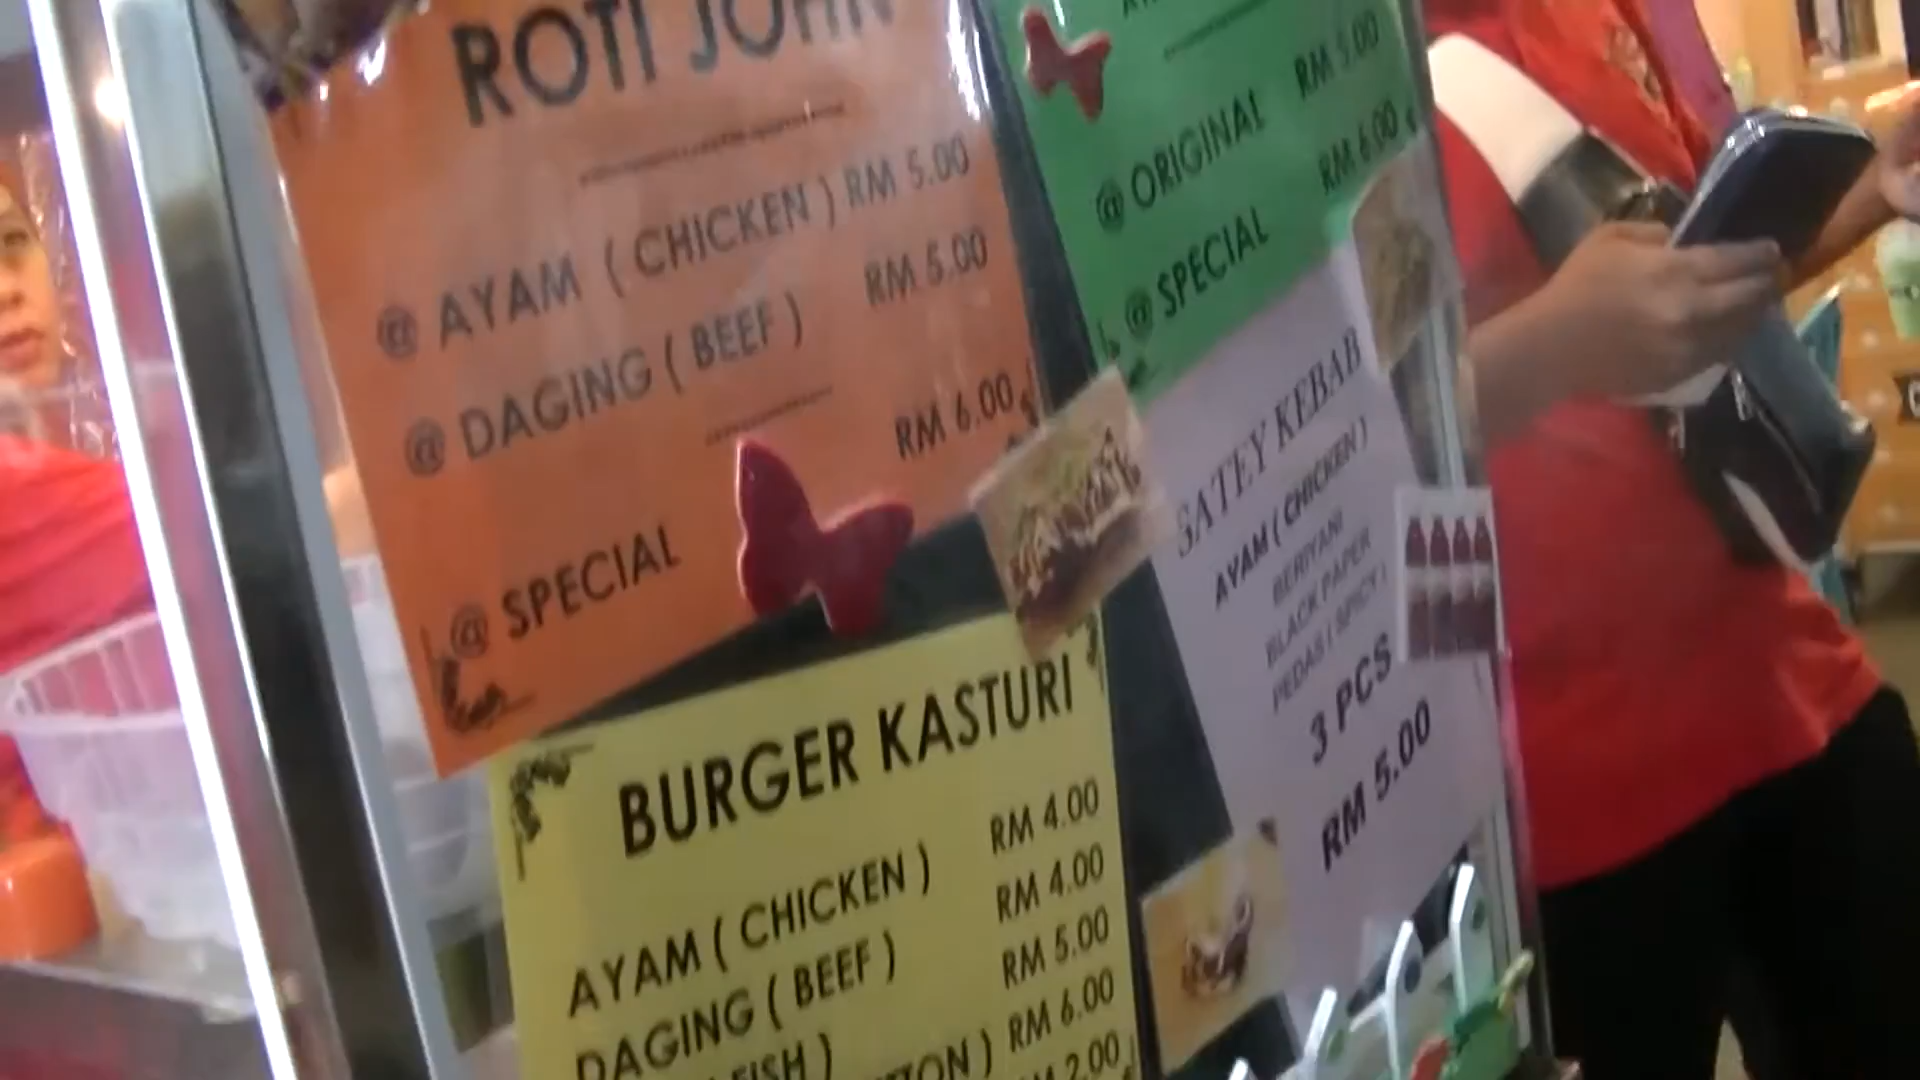 ROTI JOHN
@ AYAM ( CHICKEN ) RM 5.00
@ DAGING ( BEEF ) RM 5.00
@ SPECIAL RM 6.00
@ ORIGINAL RM 5.00
@ SPECIAL RM 6.00
SATEY KEBAB
AYAM ( CHICKEN )
BERIYANI
BLACK PAPER
PEDAS ( SPICY )
3 PCS
RM 5.00
BURGER KASTURI
AYAM ( CHICKEN ) RM 4.00
DAGING ( BEEF ) RM 4.00
FISH ) RM 5.00
RM 6.00
2.00